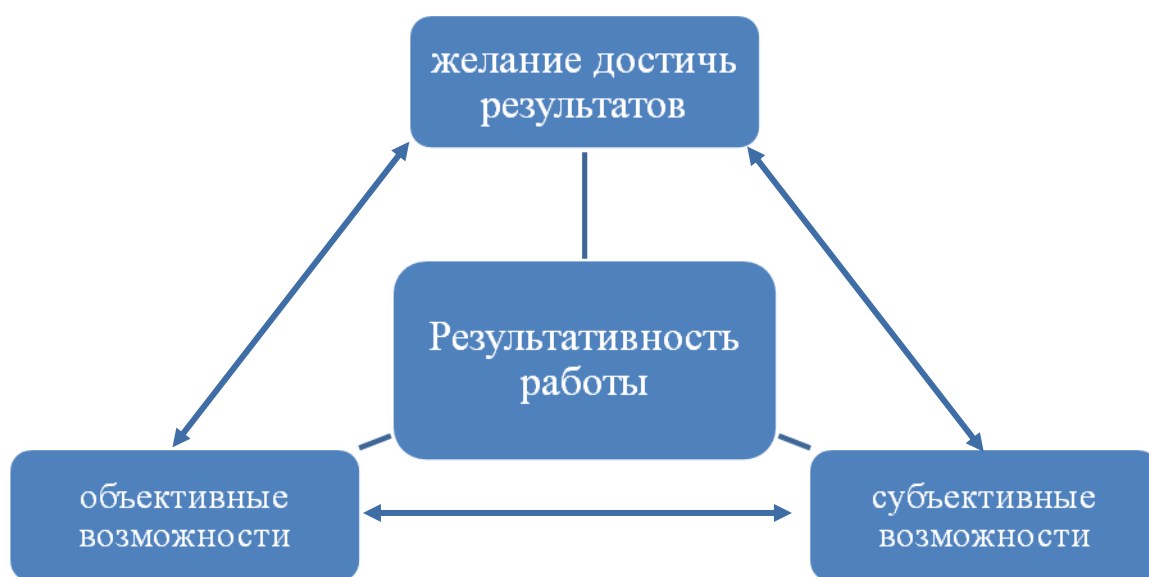 желание достичь
результатов
Результативность
работы
объективные
возможности
субъективные
возможности